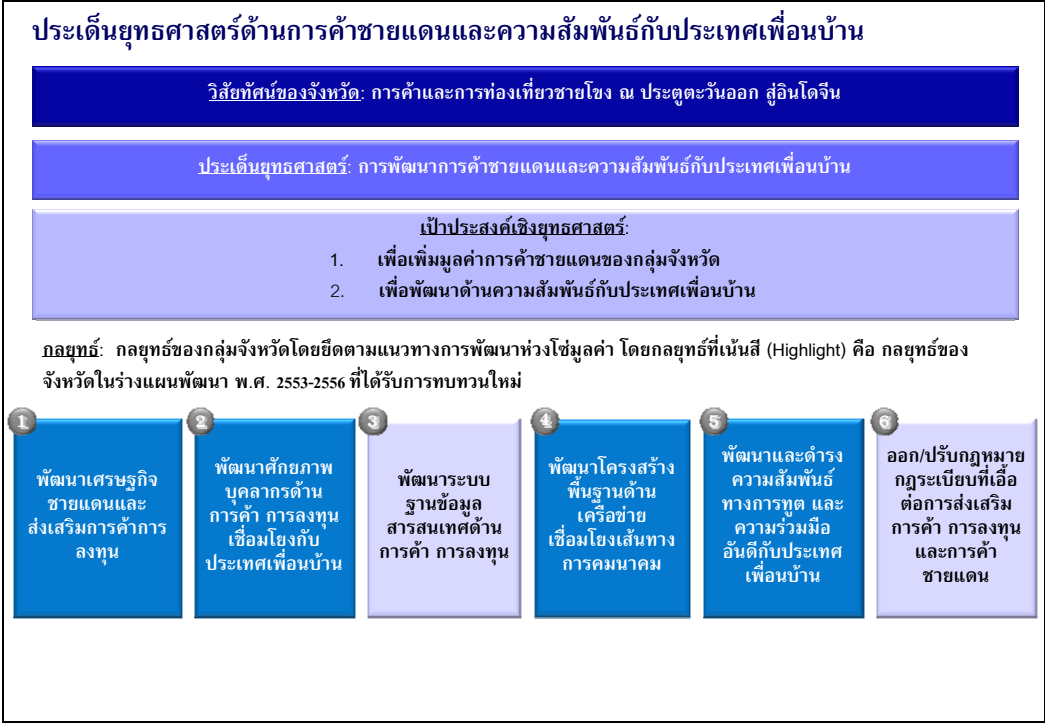 ประเด็นยุทธศาสตร์ด้านการค้าชายแดนและความสัมพันธ์กับประเทศเพื่อนบ้าน
วิสัยทัศน์ของจังหวัด: การค้าและการท่องเที่ยวชายโขง ณ ประตูตะวันออก สู่อินโดจีน
ประเด็นยุทธศาสตร์: การพัฒนาการค้าชายแดนและความสัมพันธ์กับประเทศเพื่อนบ้าน
เป้าประสงค์เชิงยุทธศาสตร์:
1. เพื่อเพิ่มมูลค่าการค้าชายแดนของกลุ่มจังหวัด
2. เพื่อพัฒนาด้านความสัมพันธ์กับประเทศเพื่อนบ้าน
กลยุทธ์: กลยุทธ์ของกลุ่มจังหวัดโดยยึดตามแนวทางการพัฒนาห่วงโซ่มูลค่า โดยกลยุทธ์ที่เน้นสี (Highlight) คือ กลยุทธ์ของ
จังหวัดในร่างแผนพัฒนา พ.ศ. 2553-2556 ที่ได้รับการทบทวนใหม่
1
พัฒนาเศรษฐกิจ
ชายแดนและ
ส่งเสริมการค้าการ
ลงทุน
2
พัฒนาศักยภาพ
บุคลากรด้าน
การค้า การลงทุน
เชื่อมโยงกับ
ประเทศเพื่อนบ้าน
3
พัฒนาระบบ
ฐานข้อมูล
สารสนเทศด้าน
การค้า การลงทุน
4
พัฒนาโครงสร้าง
พื้นฐานด้าน
เครือข่าย
เชื่อมโยงเส้นทาง
การคมนาคม
5
พัฒนาและดำรง
ความสัมพันธ์
ทางการทูต และ
ความร่วมมือ
อันดีกับประเทศ
เพื่อนบ้าน
6
ออก/ปรับกฎหมาย
กฎระเบียบที่เอื้อ
ต่อการส่งเสริม
การค้า การลงทุน
และการค้า
ชายแดน